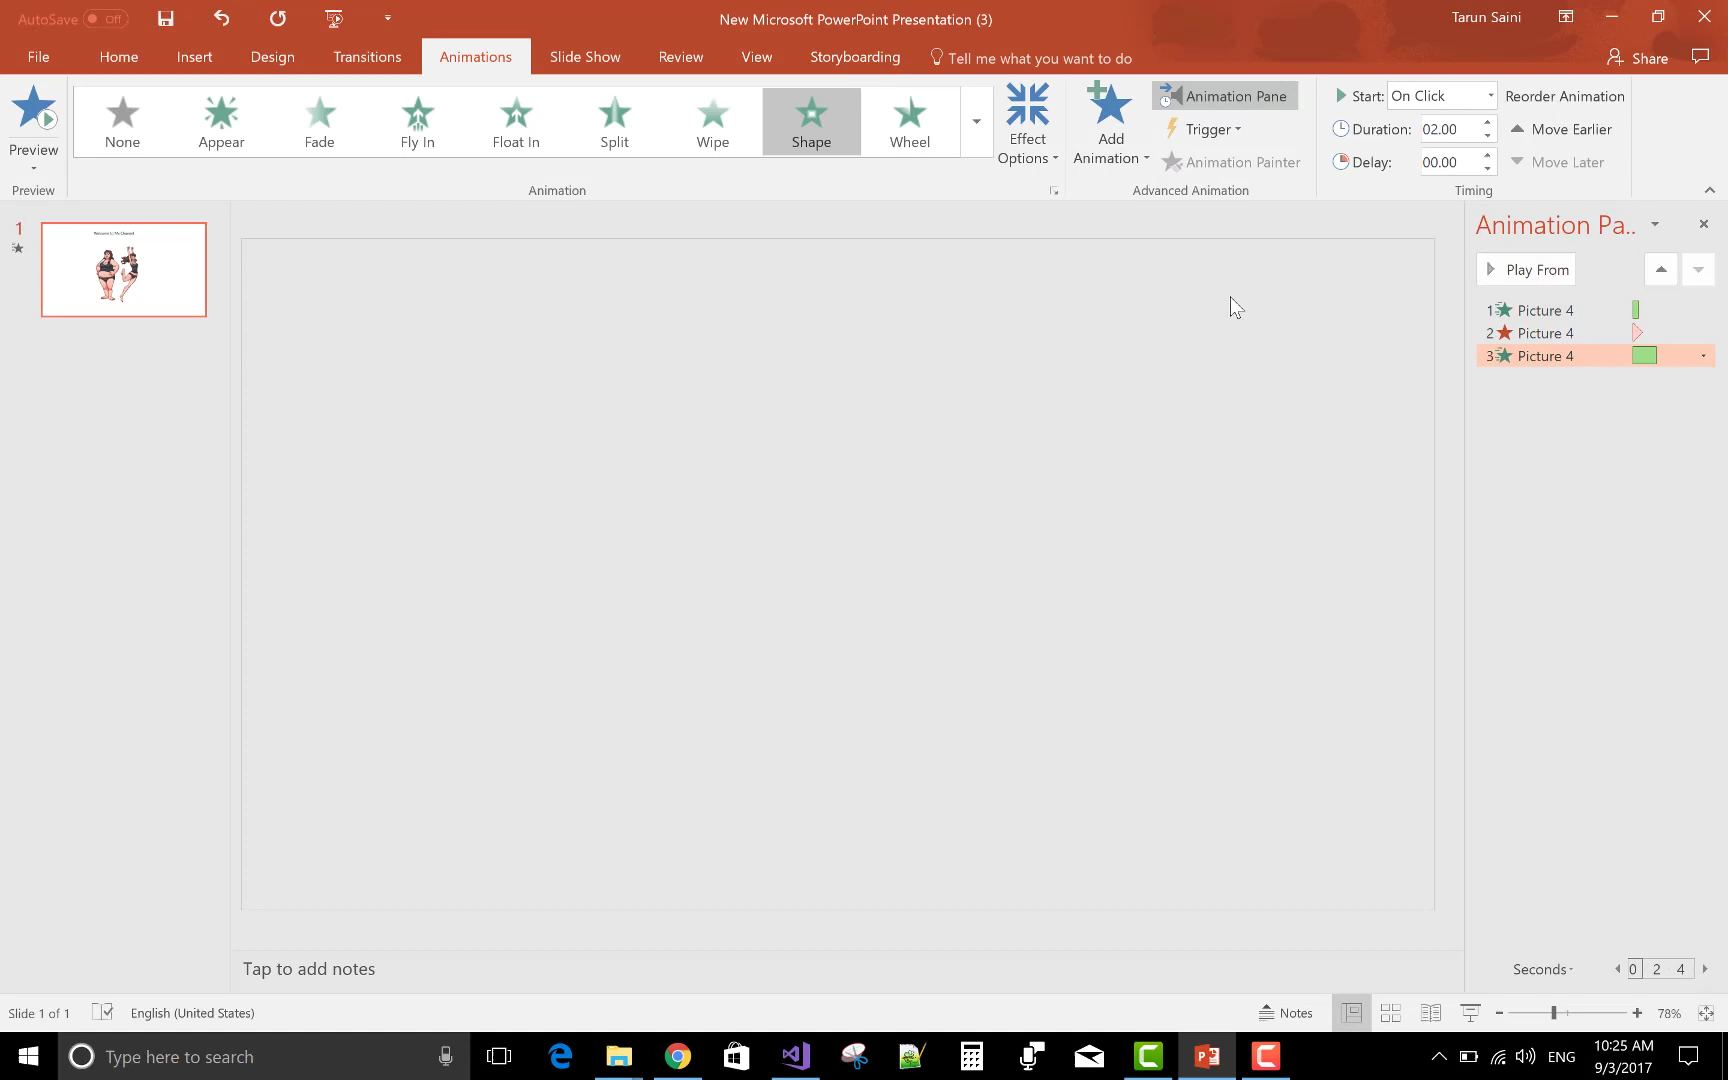 AutoSave Off
New Microsoft PowerPoint Presentation (3)
Tarun Saini
File Home Insert Design Transitions Animations Slide Show Review View Storyboarding Tell me what you want to do Share
Preview
None Appear Fade Fly In Float In Split Wipe Shape Wheel
Effect Options
Add Animation
Animation Pane
Trigger
Animation Painter
Start: On Click
Duration: 02.00
Delay: 00.00
Reorder Animation
Move Earlier
Move Later
Preview Animation Advanced Animation Timing
1
Welcome to My Channel
Animation Pa..
Play From
1 Picture 4
2 Picture 4
3 Picture 4
Seconds 0 2 4
Tap to add notes
Slide 1 of 1 English (United States) Notes 78%
Type here to search
ENG
10:25 AM
9/3/2017